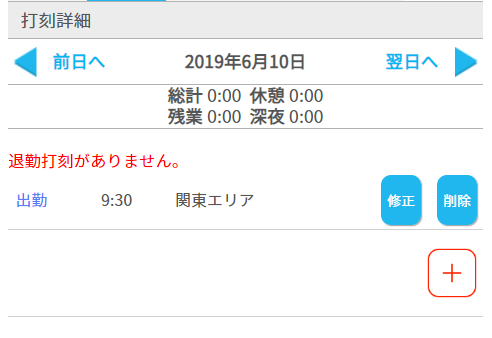 打刻詳細
前日へ 2019年6月10日 翌日へ
総計 0:00 休憩 0:00
残業 0:00 深夜 0:00
退勤打刻がありません。
出勤 9:30 関東エリア 修正 削除
+